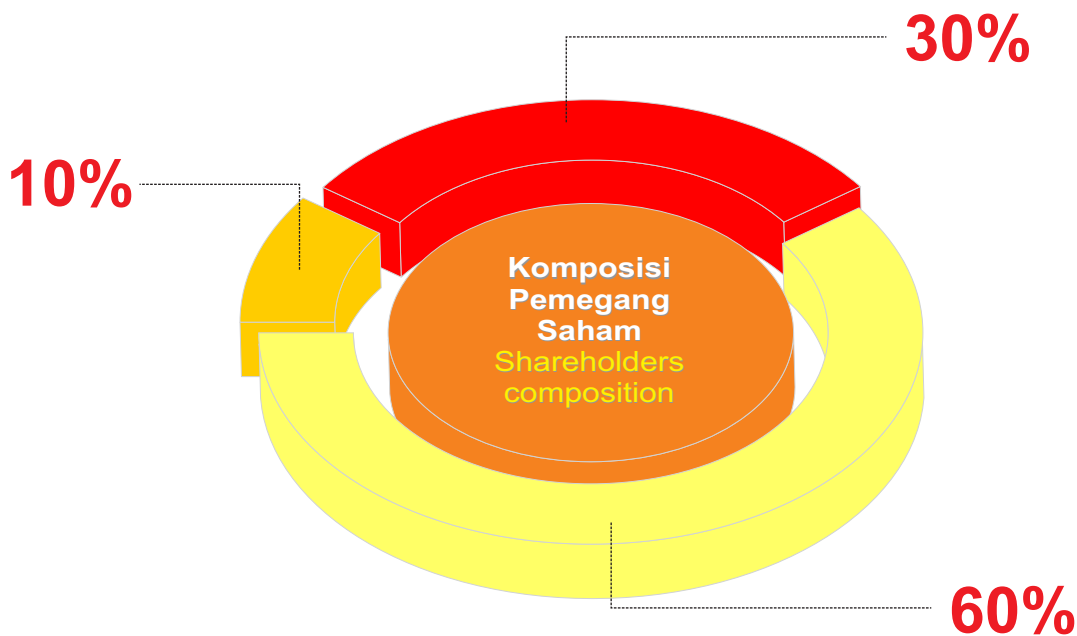 30%
10%
Komposisi
Pemegang
Saham
Shareholders
composition
60%